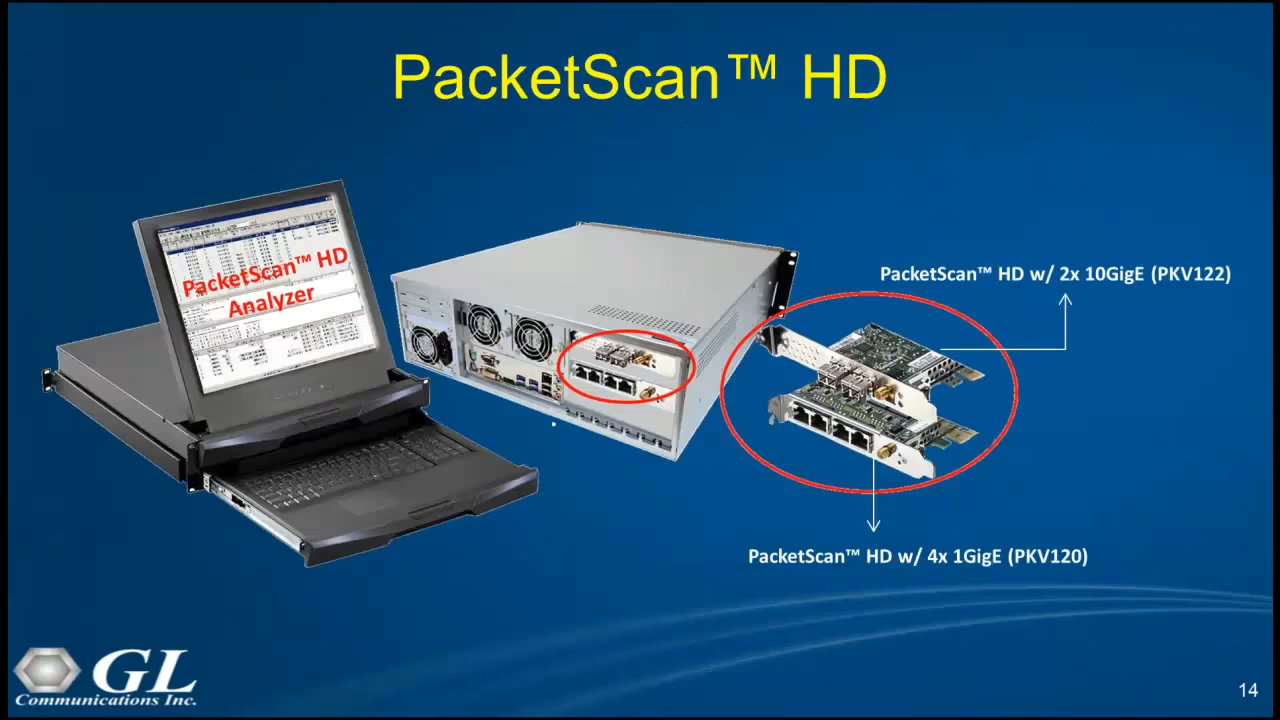 PacketScan™ HD
PacketScan™ HD
Analyzer
PacketScan™ HD w/ 2x 10GigE (PKV122)
PacketScan™ HD w/ 4x 1GigE (PKV120)
GL
Communications Inc.
14